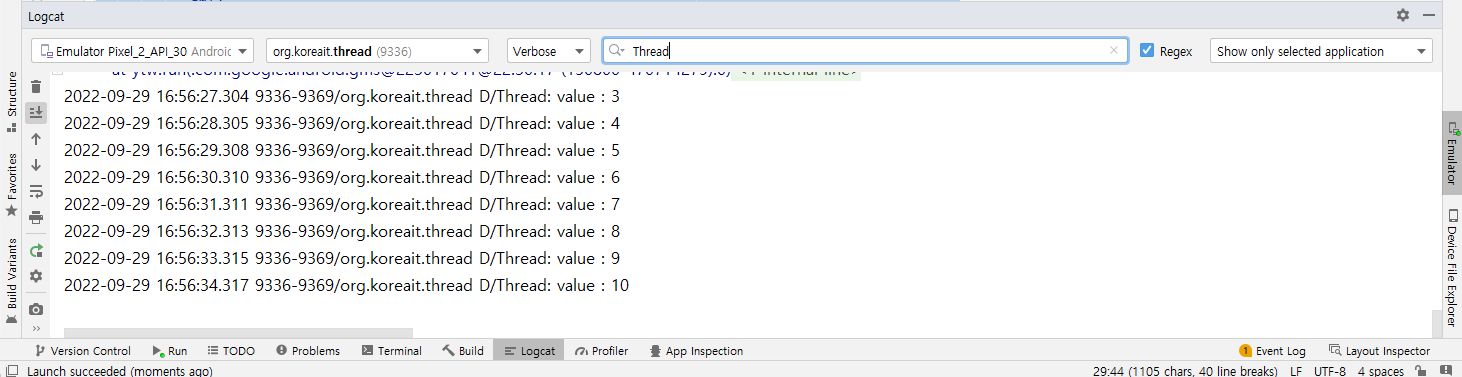 Logcat
Emulator Pixel_2_API_30 Androic
org.koreait.thread (9336)
Verbose
Thread
Regex
Show only selected application
2022-09-29 16:56:27.304 9336-9369/org.koreait.thread D/Thread: value : 3
2022-09-29 16:56:28.305 9336-9369/org.koreait.thread D/Thread: value : 4
2022-09-29 16:56:29.308 9336-9369/org.koreait.thread D/Thread: value : 5
2022-09-29 16:56:30.310 9336-9369/org.koreait.thread D/Thread: value : 6
2022-09-29 16:56:31.311 9336-9369/org.koreait.thread D/Thread: value : 7
2022-09-29 16:56:32.313 9336-9369/org.koreait.thread D/Thread: value : 8
2022-09-29 16:56:33.315 9336-9369/org.koreait.thread D/Thread: value : 9
2022-09-29 16:56:34.317 9336-9369/org.koreait.thread D/Thread: value : 10
Structure
Favorites
Build Variants
Emulator
Device File Explorer
Version Control
Run
TODO
Problems
Terminal
Build
Logcat
Profiler
App Inspection
1 Event Log
Layout Inspector
Launch succeeded (moments ago)
29:44 (1105 chars, 40 line breaks)
LF
UTF-8
4 spaces